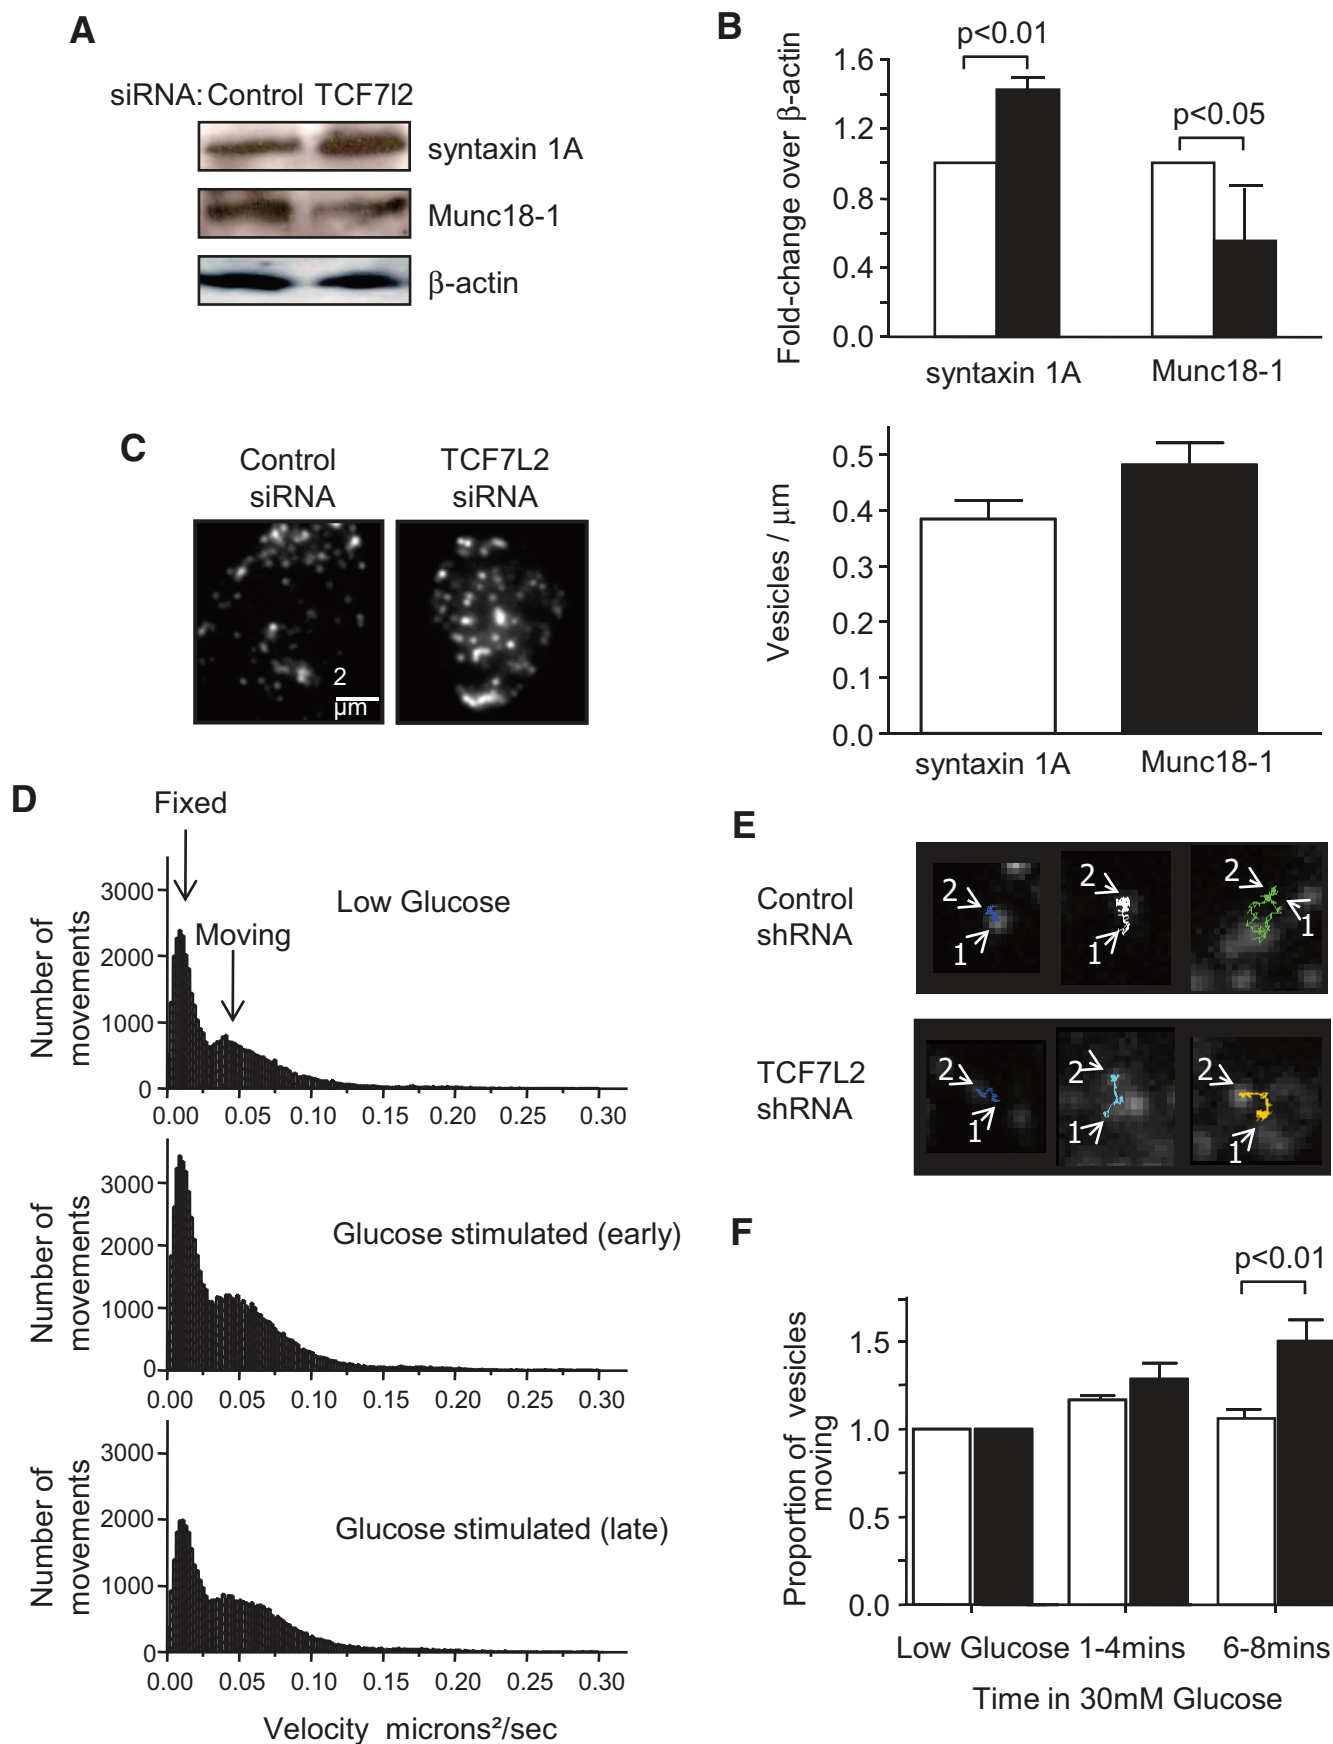 A
siRNA: Control TCF7l2
syntaxin 1A
Munc18-1
β-actin
B
Fold-change over β-actin
1.6
1.2
0.8
0.4
0.0
p<0.01
p<0.05
syntaxin 1A
Munc18-1
C
Control
siRNA
TCF7L2
siRNA
2
µm
Vesicles / µm
0.5
0.4
0.3
0.2
0.1
0.0
syntaxin 1A
Munc18-1
D
Fixed
Moving
Low Glucose
Number of
movements
3000
2000
1000
0
0.00 0.05 0.10 0.15 0.20 0.25 0.30
Glucose stimulated (early)
Number of
movements
3000
2000
1000
0
0.00 0.05 0.10 0.15 0.20 0.25 0.30
Glucose stimulated (late)
Number of
movements
3000
2000
1000
0
0.00 0.05 0.10 0.15 0.20 0.25 0.30
Velocity microns²/sec
E
Control
shRNA
2
1
2
1
2
1
TCF7L2
shRNA
2
1
2
1
2
1
F
p<0.01
Proportion of vesicles
moving
1.5
1.0
0.5
0.0
Low Glucose 1-4mins 6-8mins
Time in 30mM Glucose